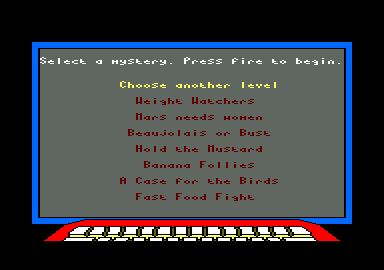 Select a mystery. Press fire to begin.
Choose another level
Weight Watchers
Mars needs women
Beaujolais or Bust
Hold the Mustard
Banana Follies
A Case for the Birds
Fast Food Fight